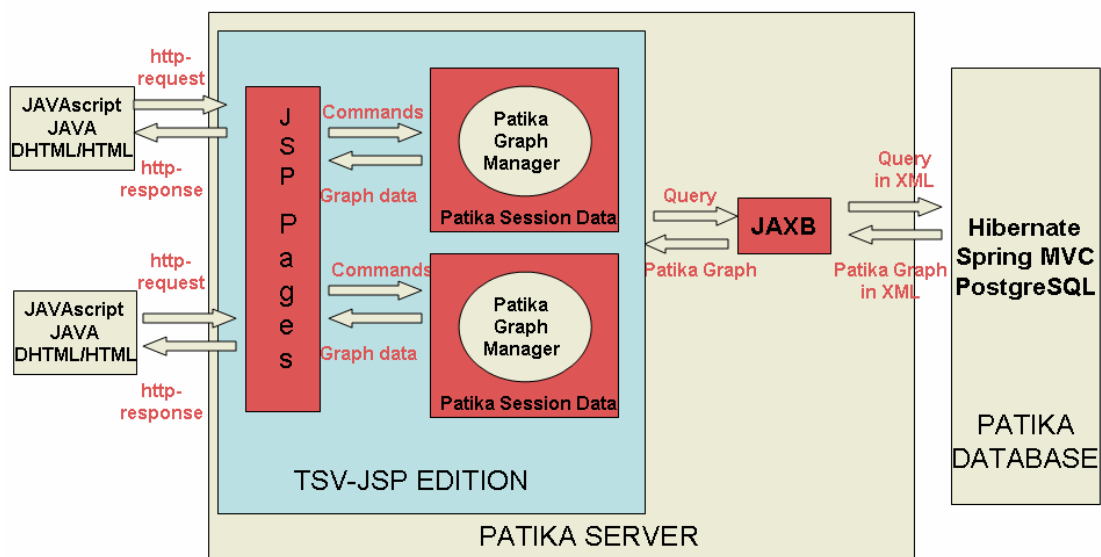 http-
request
JAVAscript
JAVA
DHTML/HTML
http-
response
http-
request
JAVAscript
JAVA
DHTML/HTML
http-
response
J
S
P
P
a
g
e
s
Commands
Graph data
Patika
Graph
Manager
Patika Session Data
Commands
Graph data
Patika
Graph
Manager
Patika Session Data
TSV-JSP EDITION
Query
Patika Graph
JAXB
PATIKA SERVER
Query
in XML
Patika Graph
in XML
Hibernate
Spring MVC
PostgreSQL
PATIKA
DATABASE